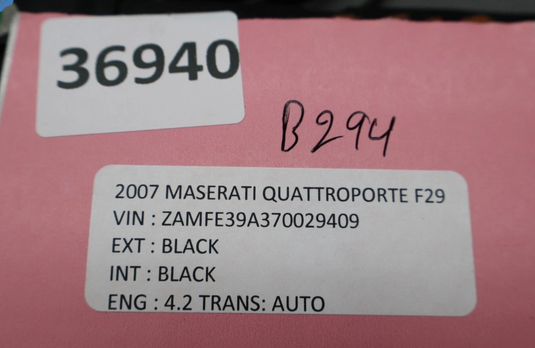 36940
B294
2007 MASERATI QUATTROPORTE F29
VIN : ZAMFE39A370029409
EXT : BLACK
INT : BLACK
ENG : 4.2 TRANS: AUTO